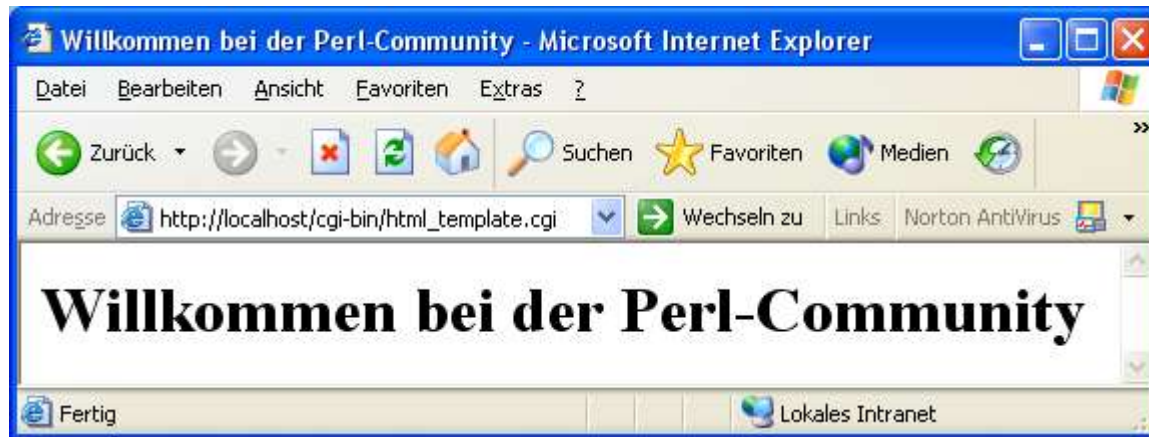 Willkommen bei der Perl-Community - Microsoft Internet Explorer
Datei Bearbeiten Ansicht Favoriten Extras ?
Zurück Suchen Favoriten Medien »
Adresse http://localhost/cgi-bin/html_template.cgi Wechseln zu Links Norton AntiVirus
Willkommen bei der Perl-Community
Fertig Lokales Intranet